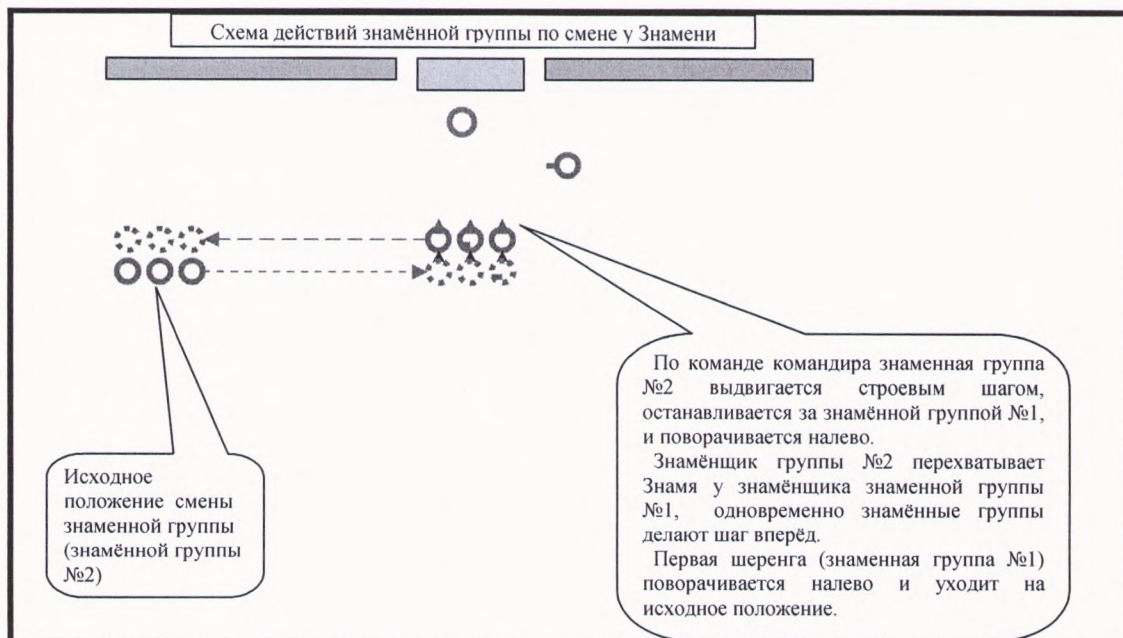 Схема действий знамённой группы по смене у Знамени
Исходное
положение смены
знаменной группы
(знамённой группы
№2)
По команде командира знаменная группа
№2 выдвигается строевым шагом,
останавливается за знамённой группой №1,
и поворачивается налево.
Знамёнщик группы №2 перехватывает
Знамя у знамёнщика знаменной группы
№1, одновременно знамённые группы
делают шаг вперёд.
Первая шеренга (знаменная группа №1)
поворачивается налево и уходит на
исходное положение.